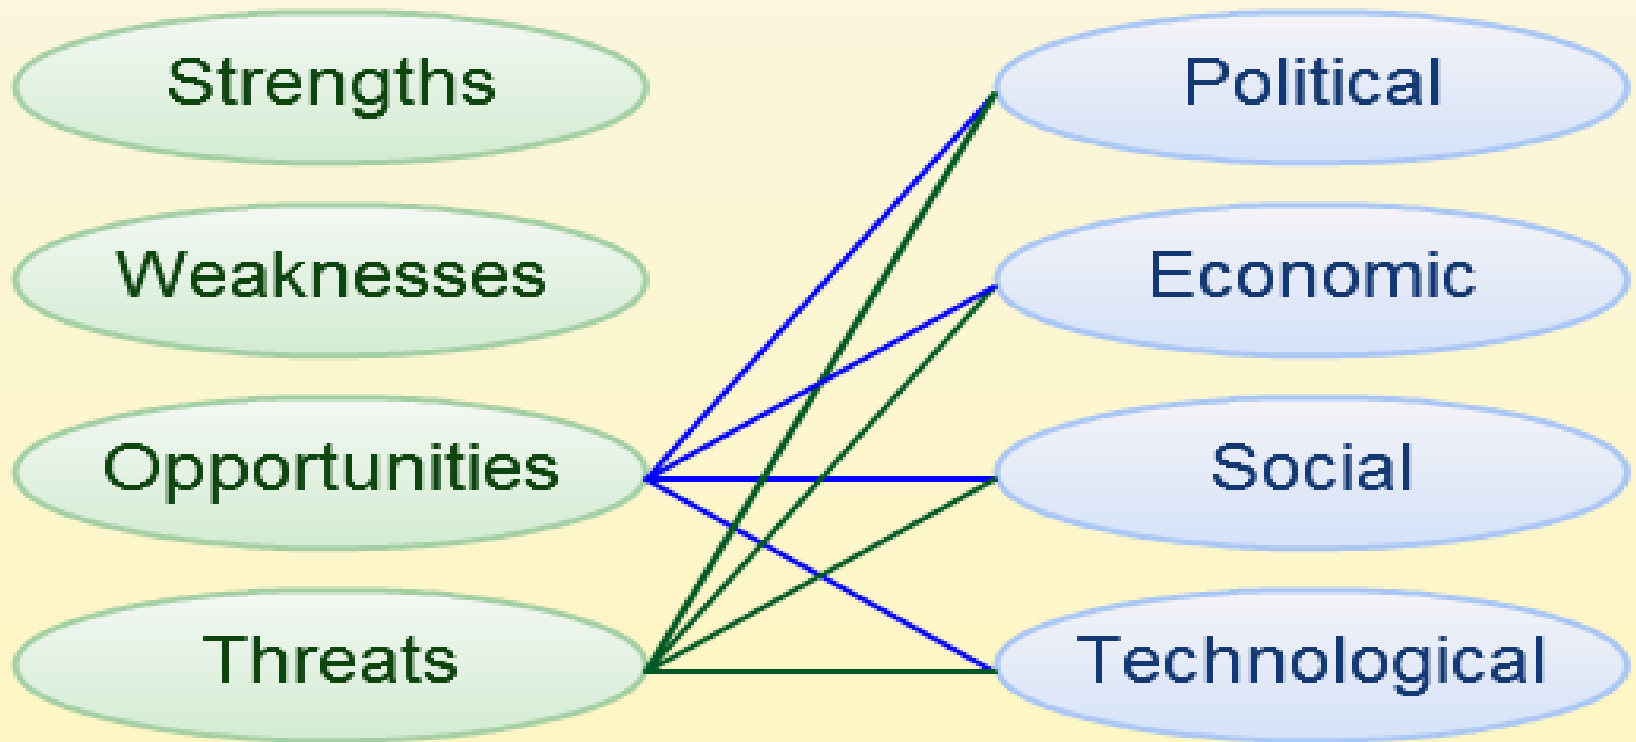 Strengths
Weaknesses
Opportunities
Threats
Political
Economic
Social
Technological